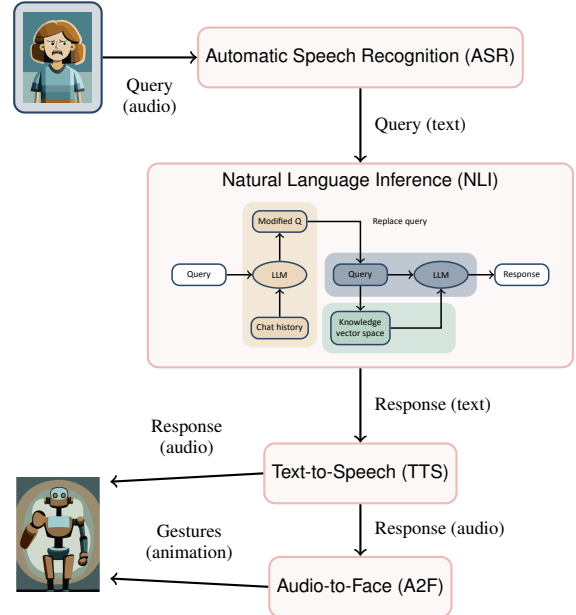 Automatic Speech Recognition (ASR)
Query
(audio)
Query (text)
Natural Language Inference (NLI)
Modified Q
Replace query
Query
LLM
Query
LLM
Response
Chat history
Knowledge
vector space
Response (text)
Response
(audio)
Text-to-Speech (TTS)
Response (audio)
Gestures
(animation)
Audio-to-Face (A2F)